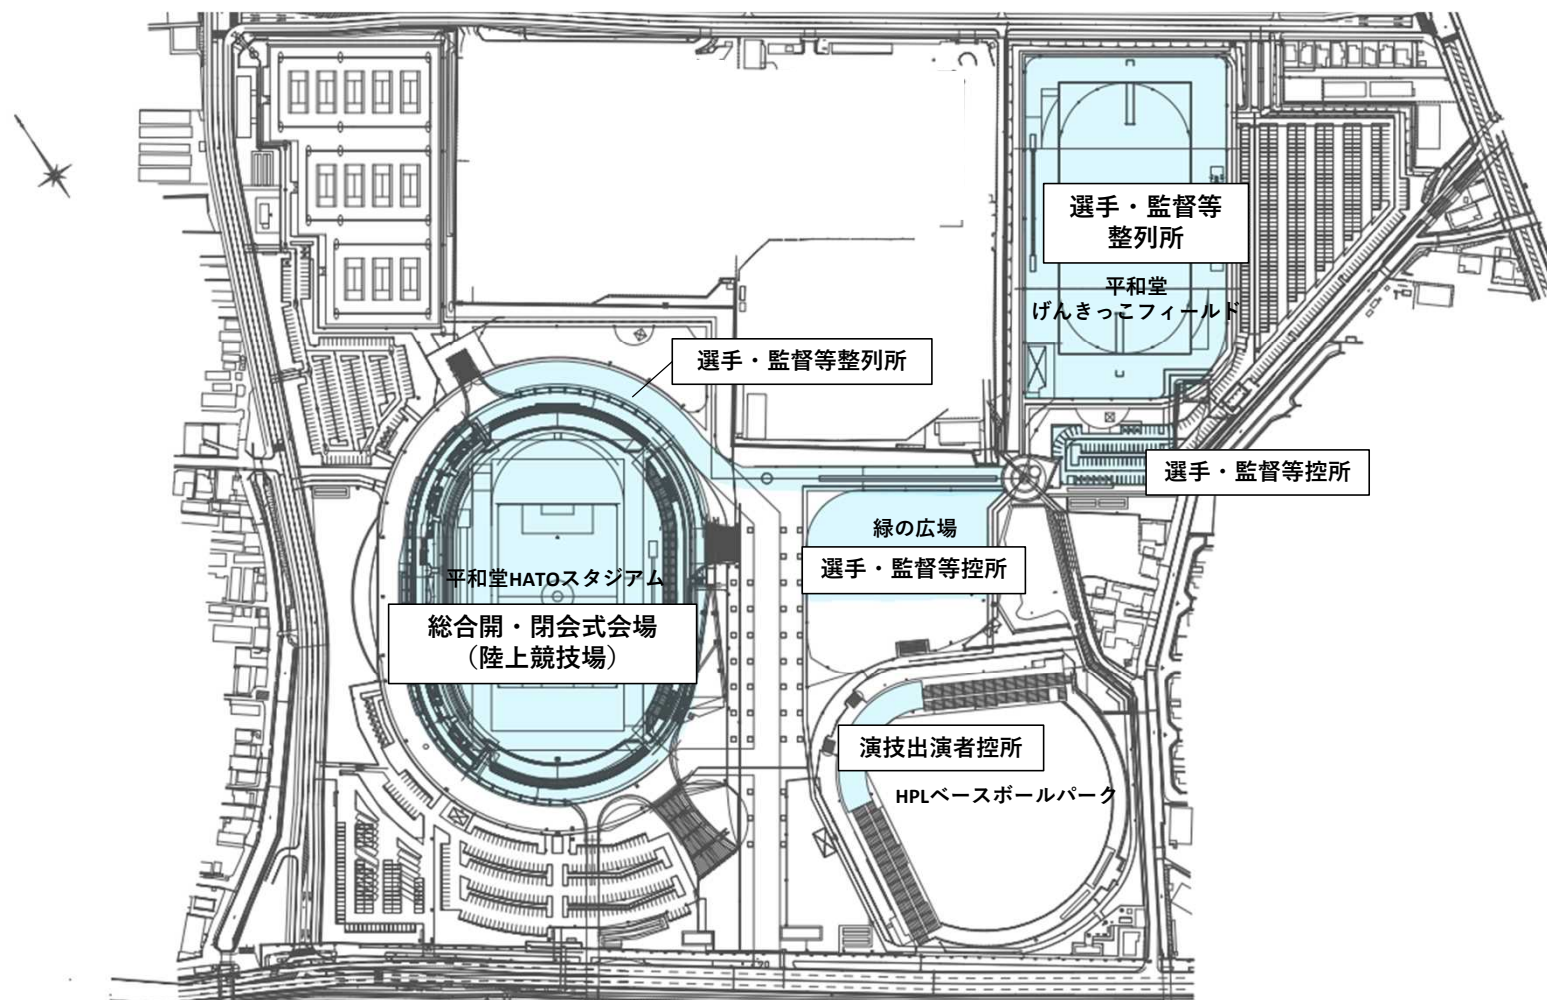 選手・監督等
整列所
平和堂
げんきっこフィールド
選手・監督等整列所
選手・監督等控所
緑の広場
選手・監督等控所
平和堂HATOスタジアム
総合開・閉会式会場
（陸上競技場）
演技出演者控所
HPLベースボールパーク